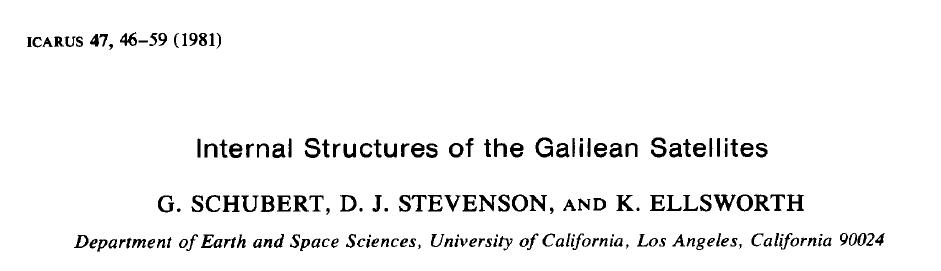 ICARUS 47, 46–59 (1981)
Internal Structures of the Galilean Satellites
G. SCHUBERT, D. J. STEVENSON, AND K. ELLSWORTH
Department of Earth and Space Sciences, University of California, Los Angeles, California 90024